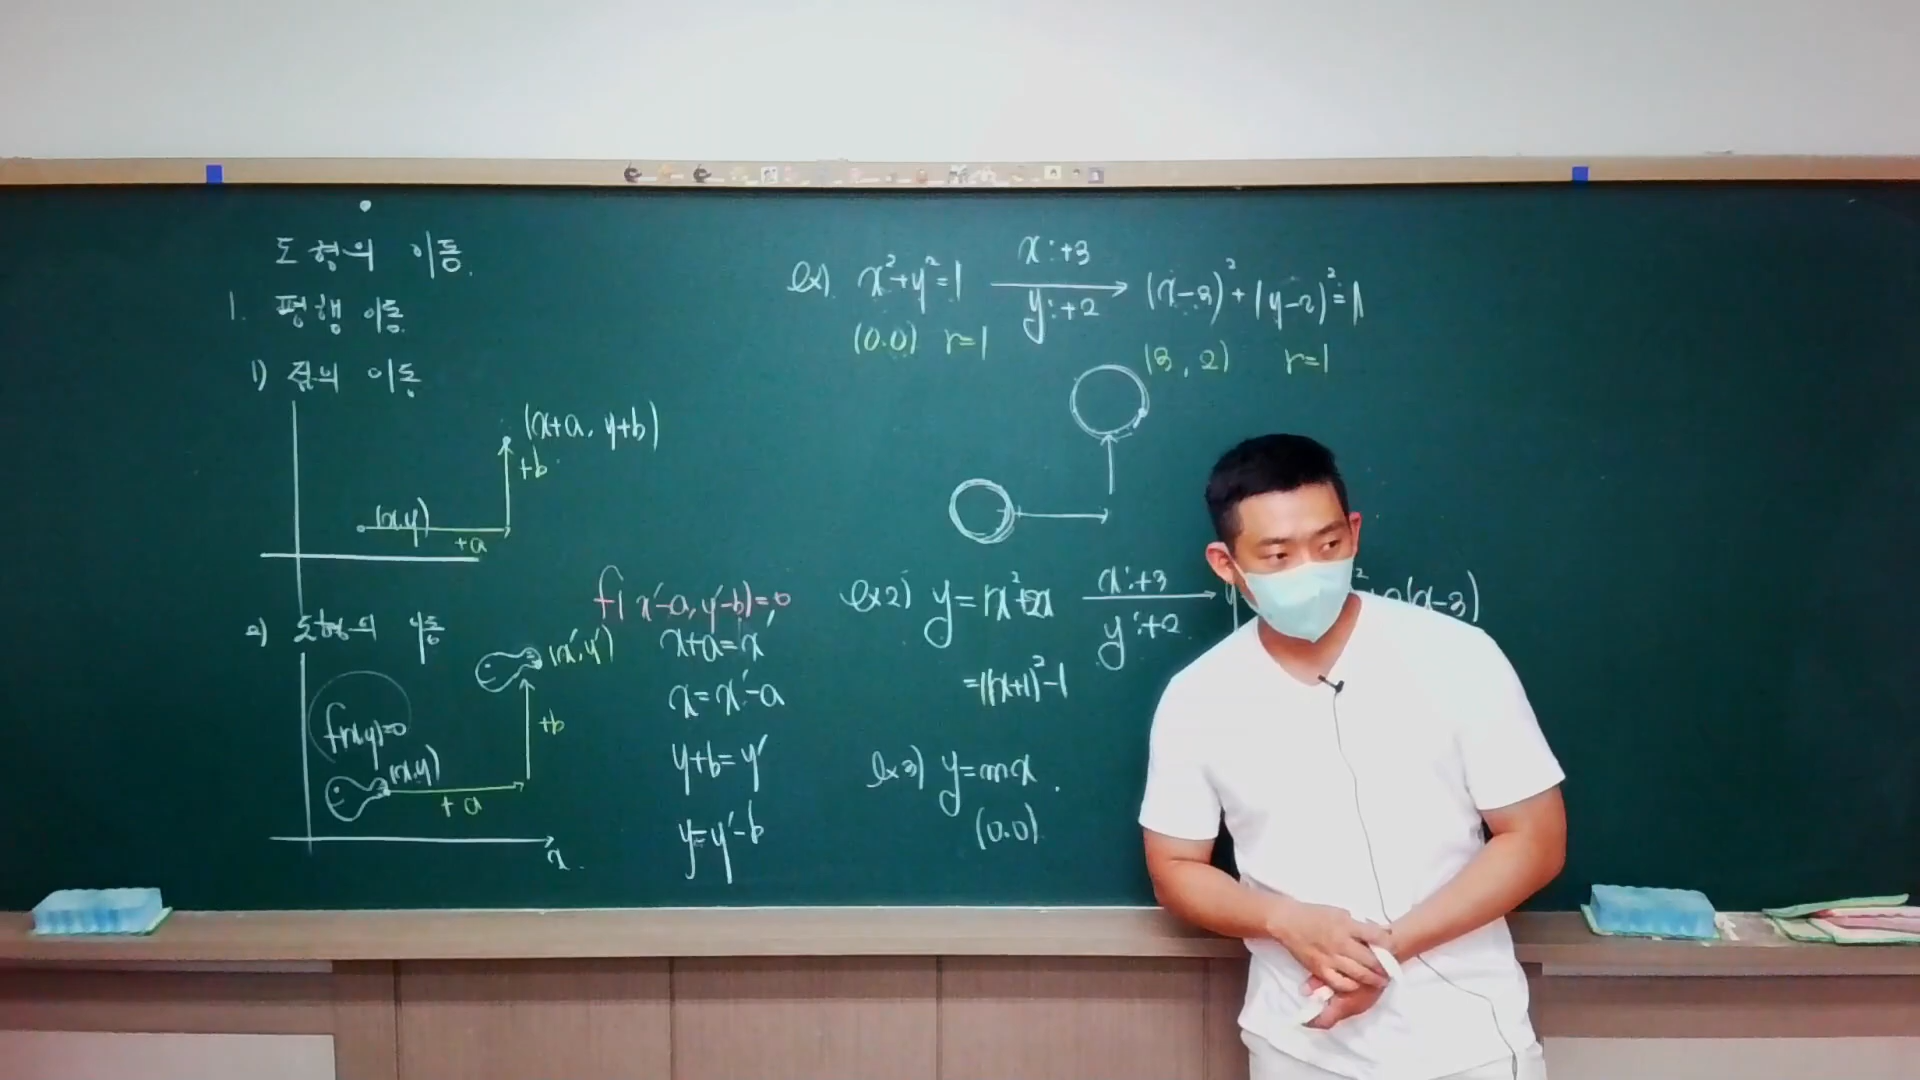 도형의 이동.
1. 평행 이동
1) 점의 이동
(x+a, y+b)
+b
(x,y)
+a
2) 도형의 이동
f(x,y)=0
(x,y)
+a
+b
(x′,y′)
x
f(x′-a, y′-b)=0
x+a=x′
x=x′-a
y+b=y′
y=y′-b
ex) x²+y²=1
x:+3
y:+2
(x-3)²+(y-2)²=1
(0.0) r=1
(3, 2) r=1
ex2) y=x²+2x
x:+3
y:+2
y
(x-3)
=(x+1)²-1
ex3) y=mx.
(0.0)